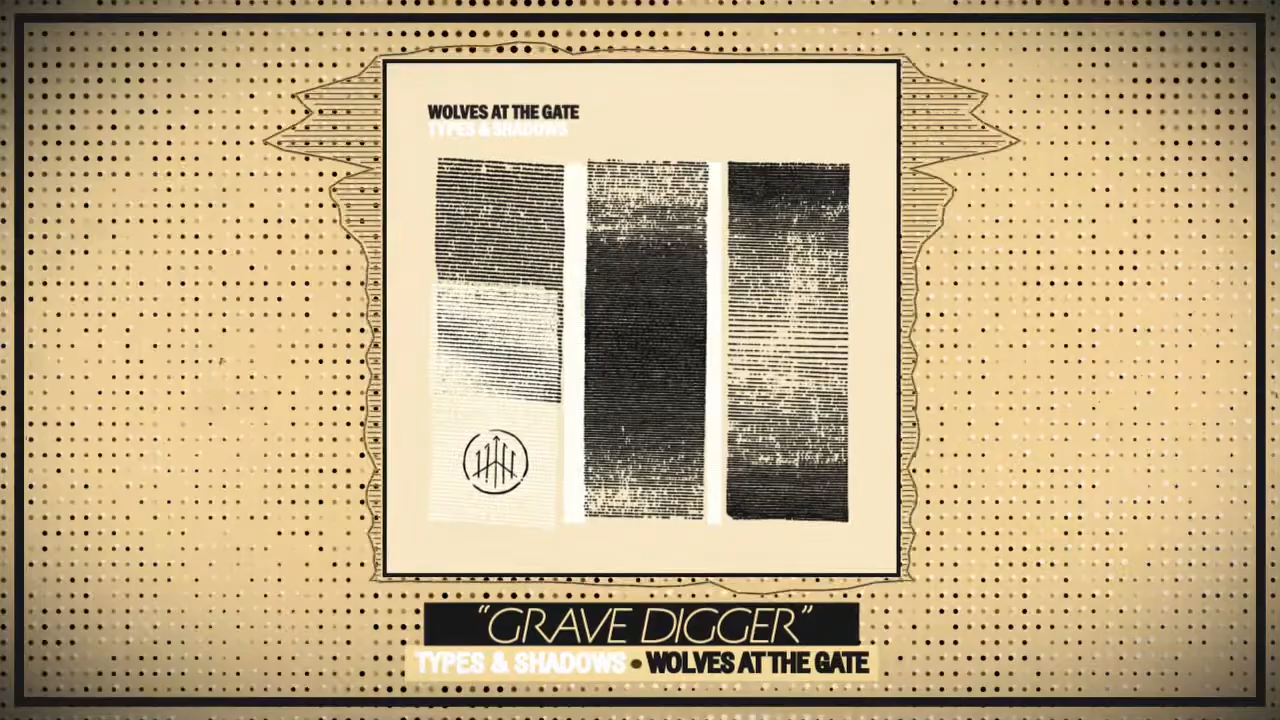 WOLVES AT THE GATE
TYPES & SHADOWS
“GRAVE DIGGER”
TYPES & SHADOWS • WOLVES AT THE GATE